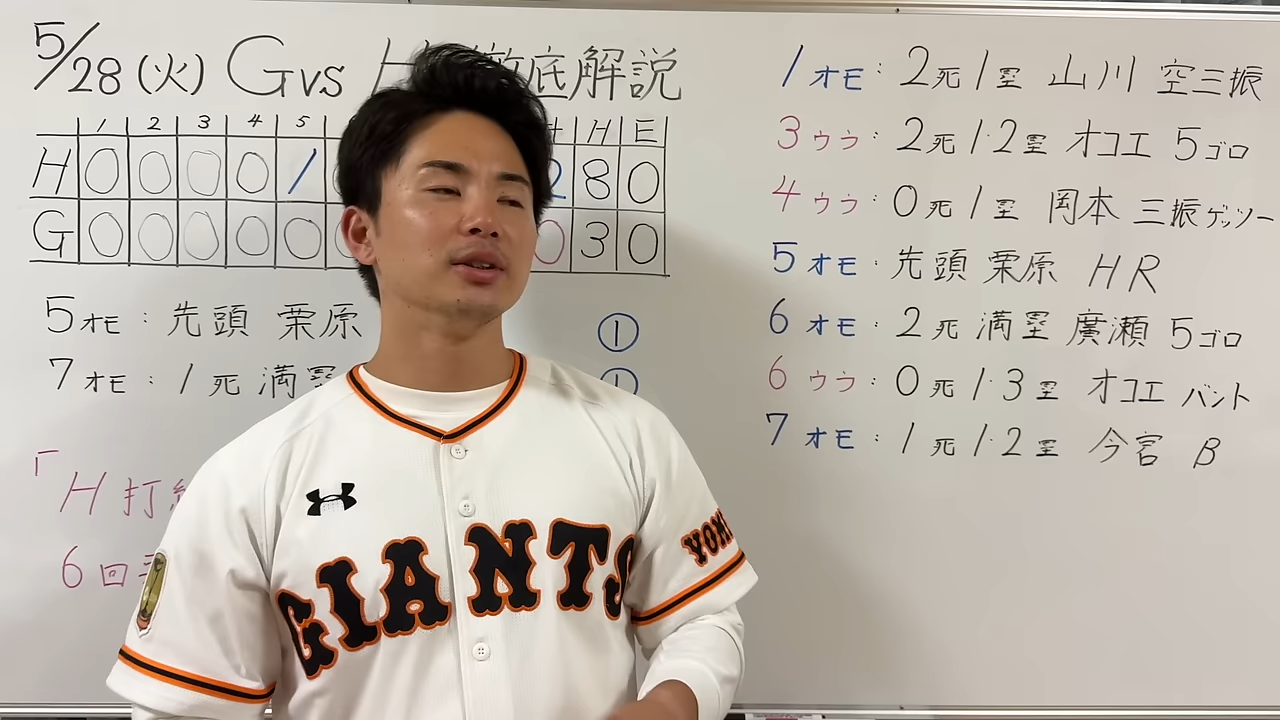 5/28(火) G vs H 徹底解説
1 2 3 4 5 H E
H 0 0 0 0 1 2 8 0
G 0 0 0 0 0 0 3 0
5オモ:先頭 栗原 ①
7オモ:1死満塁 ①
「H打
6回
1オモ:2死1塁 山川 空三振
3ウラ:2死1·2塁 オコエ 5ゴロ
4ウラ:0死1塁 岡本 三振ゲッツー
5オモ:先頭 栗原 HR
6オモ:2死満塁 廣瀬 5ゴロ
6ウラ:0死1·3塁 オコエ バント
7オモ:1死1·2塁 今宮 B
GIANTS
YOMI